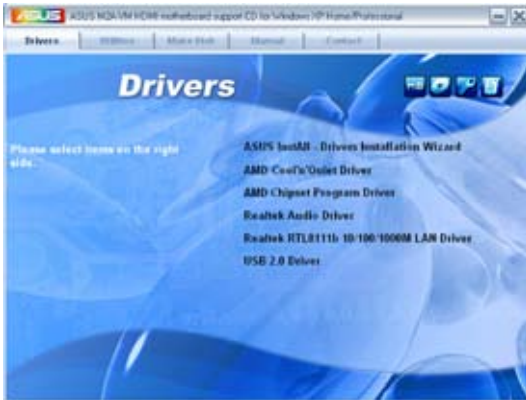 ASUS ASUS M2A-VM HDMI motherboard support CD for Windows XP Home/Professional
Drivers Utilities Make Disk Manual Contact
Drivers
Please select items on the right side.
ASUS InstAll - Drivers Installation Wizard
AMD Cool'n'Quiet Driver
AMD Chipset Program Driver
Realtek Audio Driver
Realtek RTL8111b 10/100/1000M LAN Driver
USB 2.0 Driver